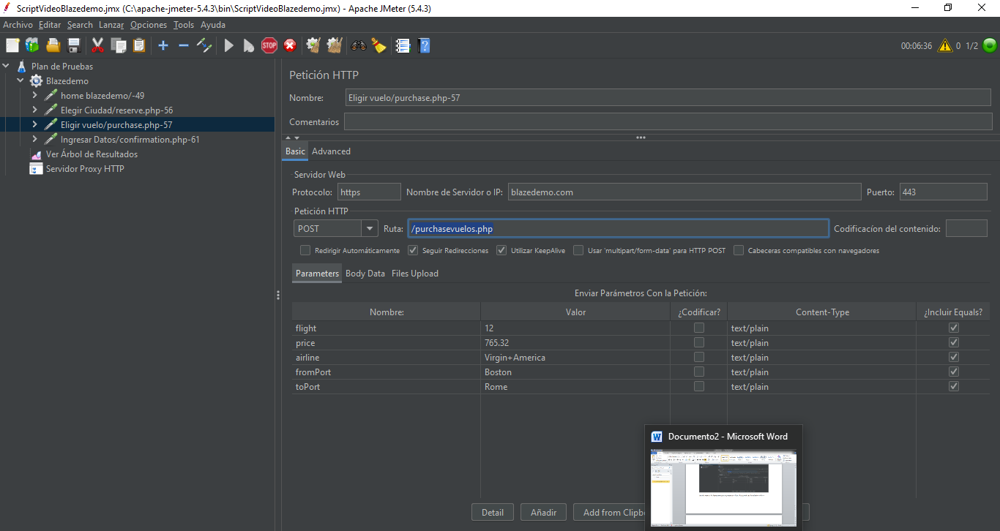 ScriptVideoBlazedemo.jmx (C:\apache-jmeter-5.4.3\bin\ScriptVideoBlazedemo.jmx) - Apache JMeter (5.4.3)
Archivo Editar Search Lanzar Opciones Tools Ayuda
STOP 00:06:36 0 1/2
Plan de Pruebas
Blazedemo
home blazedemo/-49
Elegir Ciudad/reserve.php-56
Eligir vuelo/purchase.php-57
Ingresar Datos/confirmation.php-61
Ver Árbol de Resultados
Servidor Proxy HTTP
Petición HTTP
Nombre: Eligir vuelo/purchase.php-57
Comentarios
Basic Advanced
Servidor Web
Protocolo: https Nombre de Servidor o IP: blazedemo.com Puerto: 443
Petición HTTP
POST Ruta: /purchasevuelos.php Codificacíon del contenido:
Redirigir Automáticamente Seguir Redirecciones Utilizar KeepAlive Usar 'multipart/form-data' para HTTP POST Cabeceras compatibles con navegadores
Parameters Body Data Files Upload
Enviar Parámetros Con la Petición:
Nombre: Valor ¿Codificar? Content-Type ¿Incluir Equals?
flight 12 text/plain
price 765.32 text/plain
airline Virgin+America text/plain
fromPort Boston text/plain
toPort Rome text/plain
Documento2 - Microsoft Word
Detail Añadir Add from Clipb